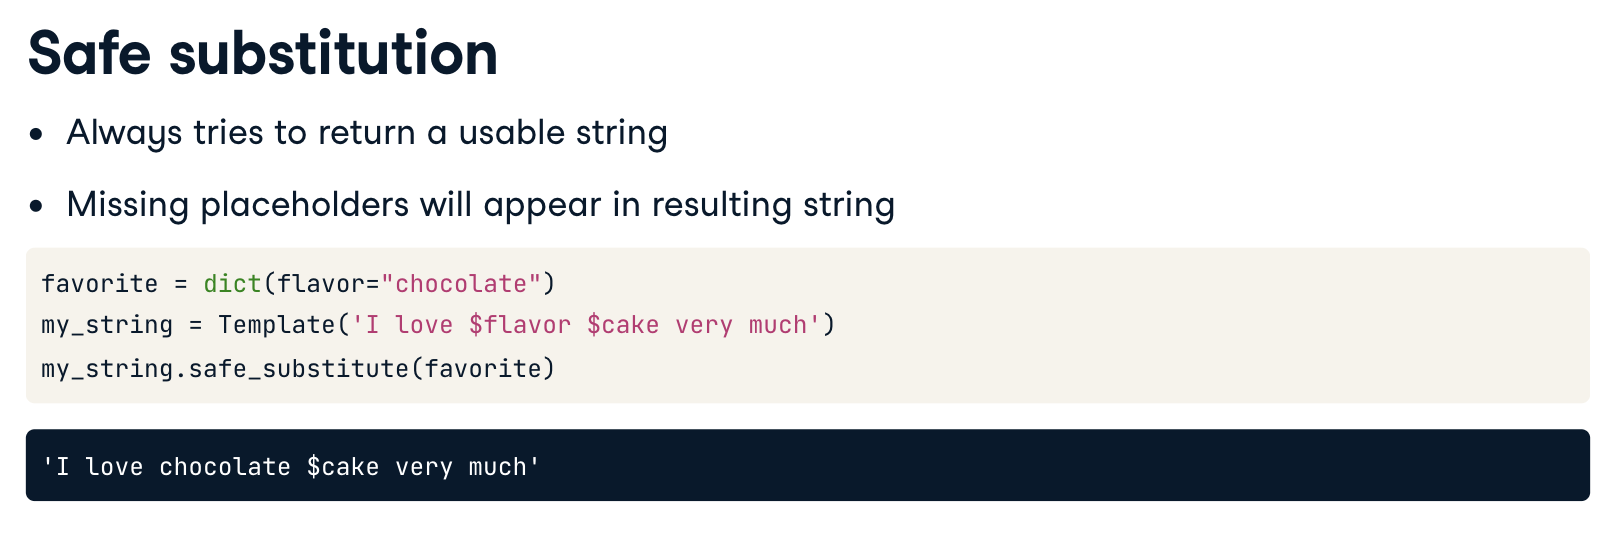 Safe substitution
• Always tries to return a usable string
• Missing placeholders will appear in resulting string
favorite = dict(flavor="chocolate")
my_string = Template('I love $flavor $cake very much')
my_string.safe_substitute(favorite)
'I love chocolate $cake very much'